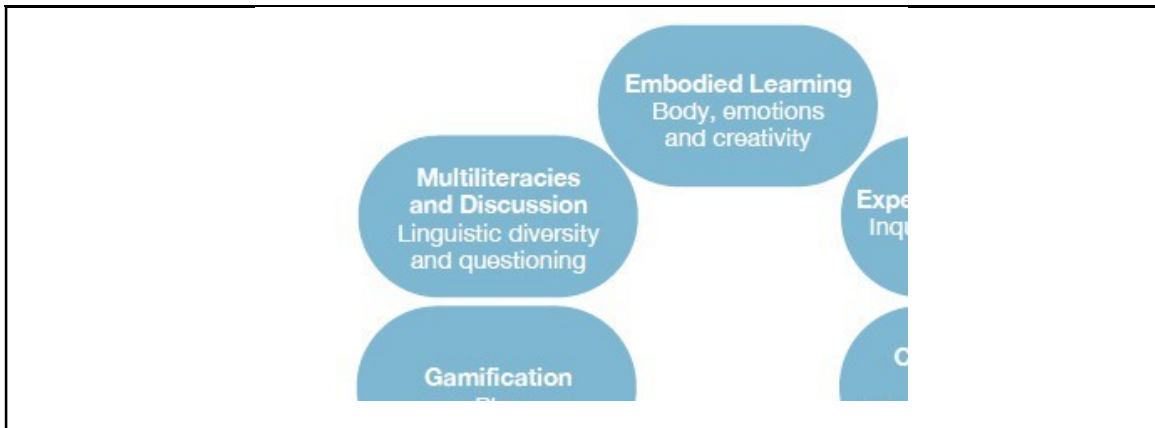 Embodied Learning
Body, emotions
and creativity
Multiliteracies
and Discussion
Linguistic diversity
and questioning
Gamification